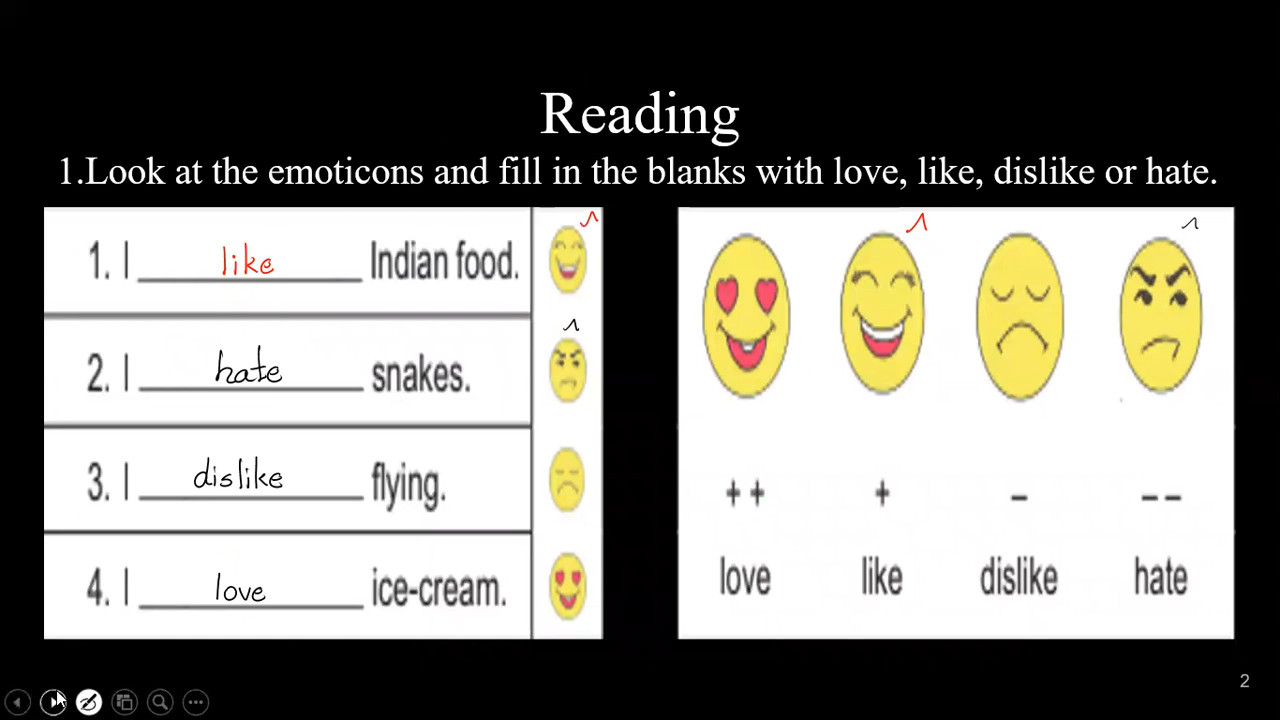 Reading
1.Look at the emoticons and fill in the blanks with love, like, dislike or hate.
1. I like Indian food.
2. I hate snakes.
3. I dislike flying.
4. I love ice-cream.
++ + - --
love like dislike hate
2